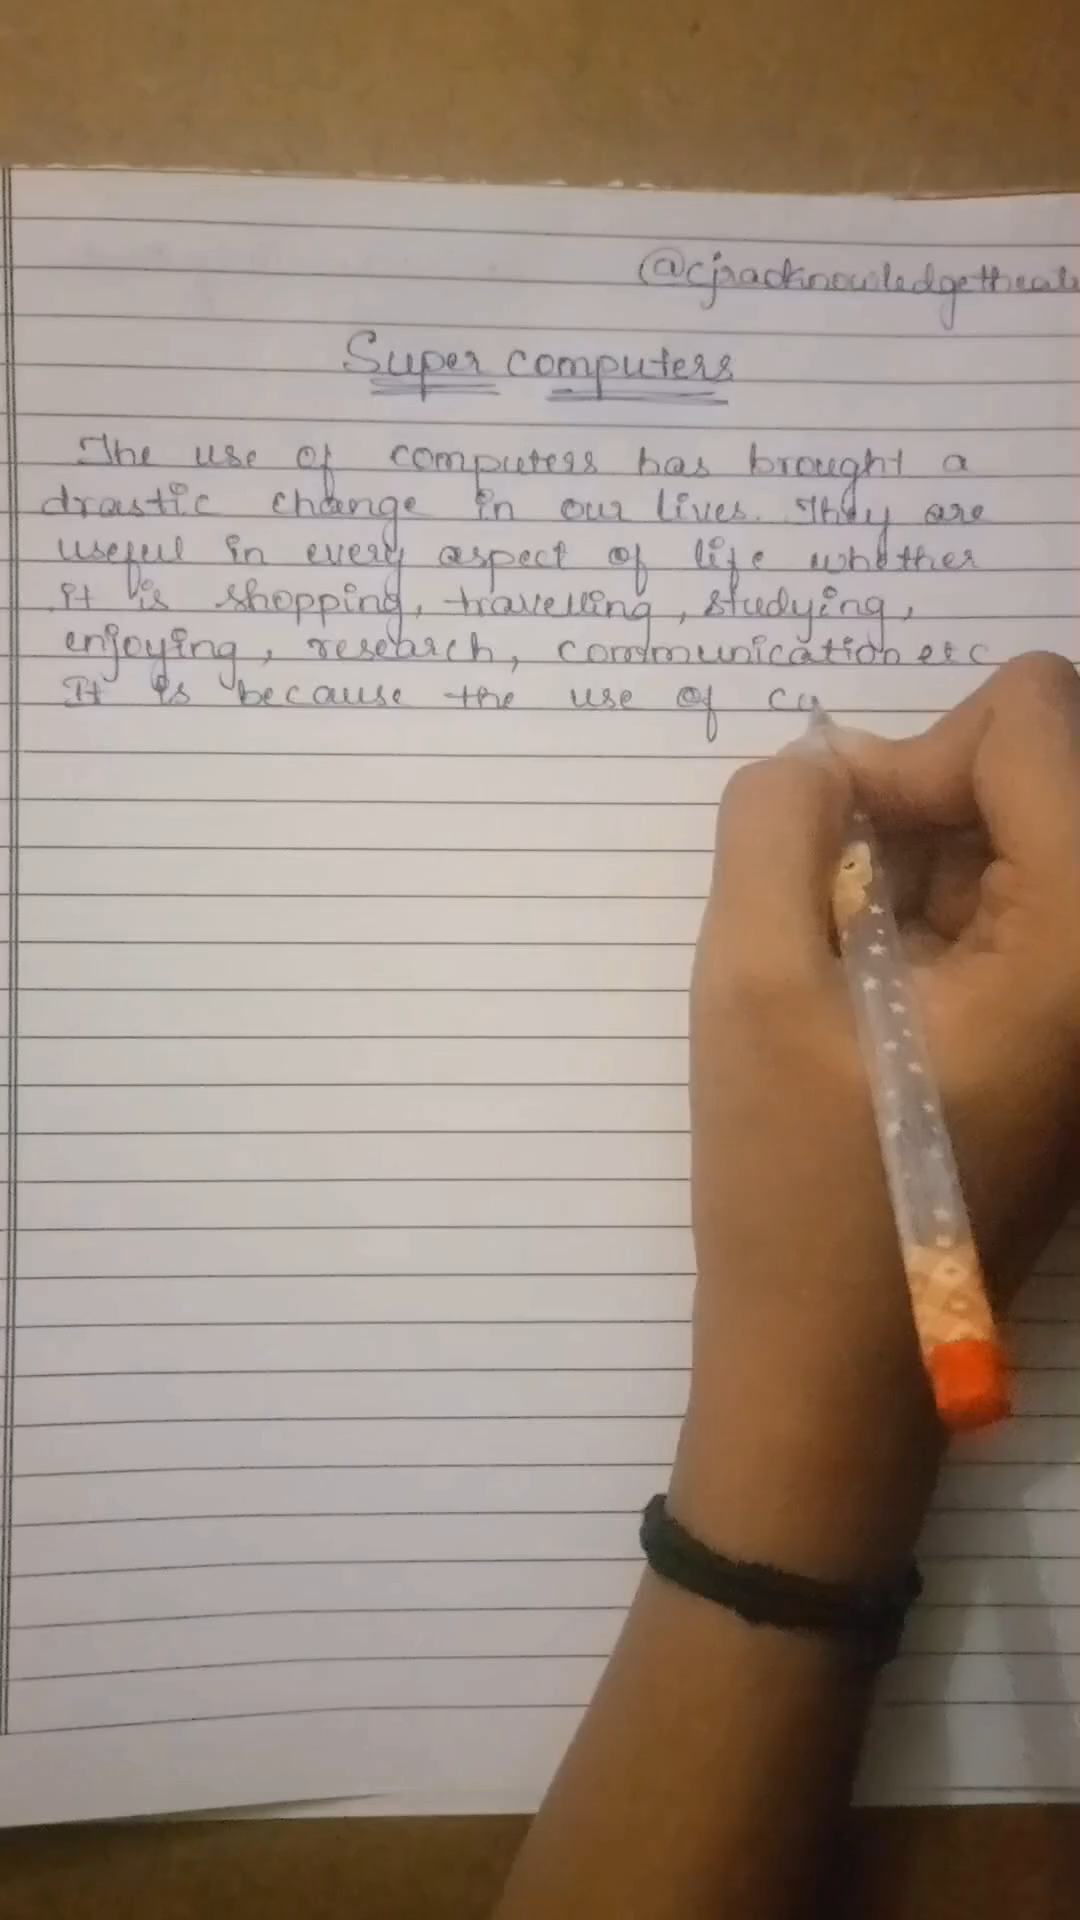 Super computers
The use of computers has brought a
drastic change in our lives. They are
useful in every aspect of life whether
it is shopping, travelling, studying,
enjoying, research, communication etc
It is because the use of